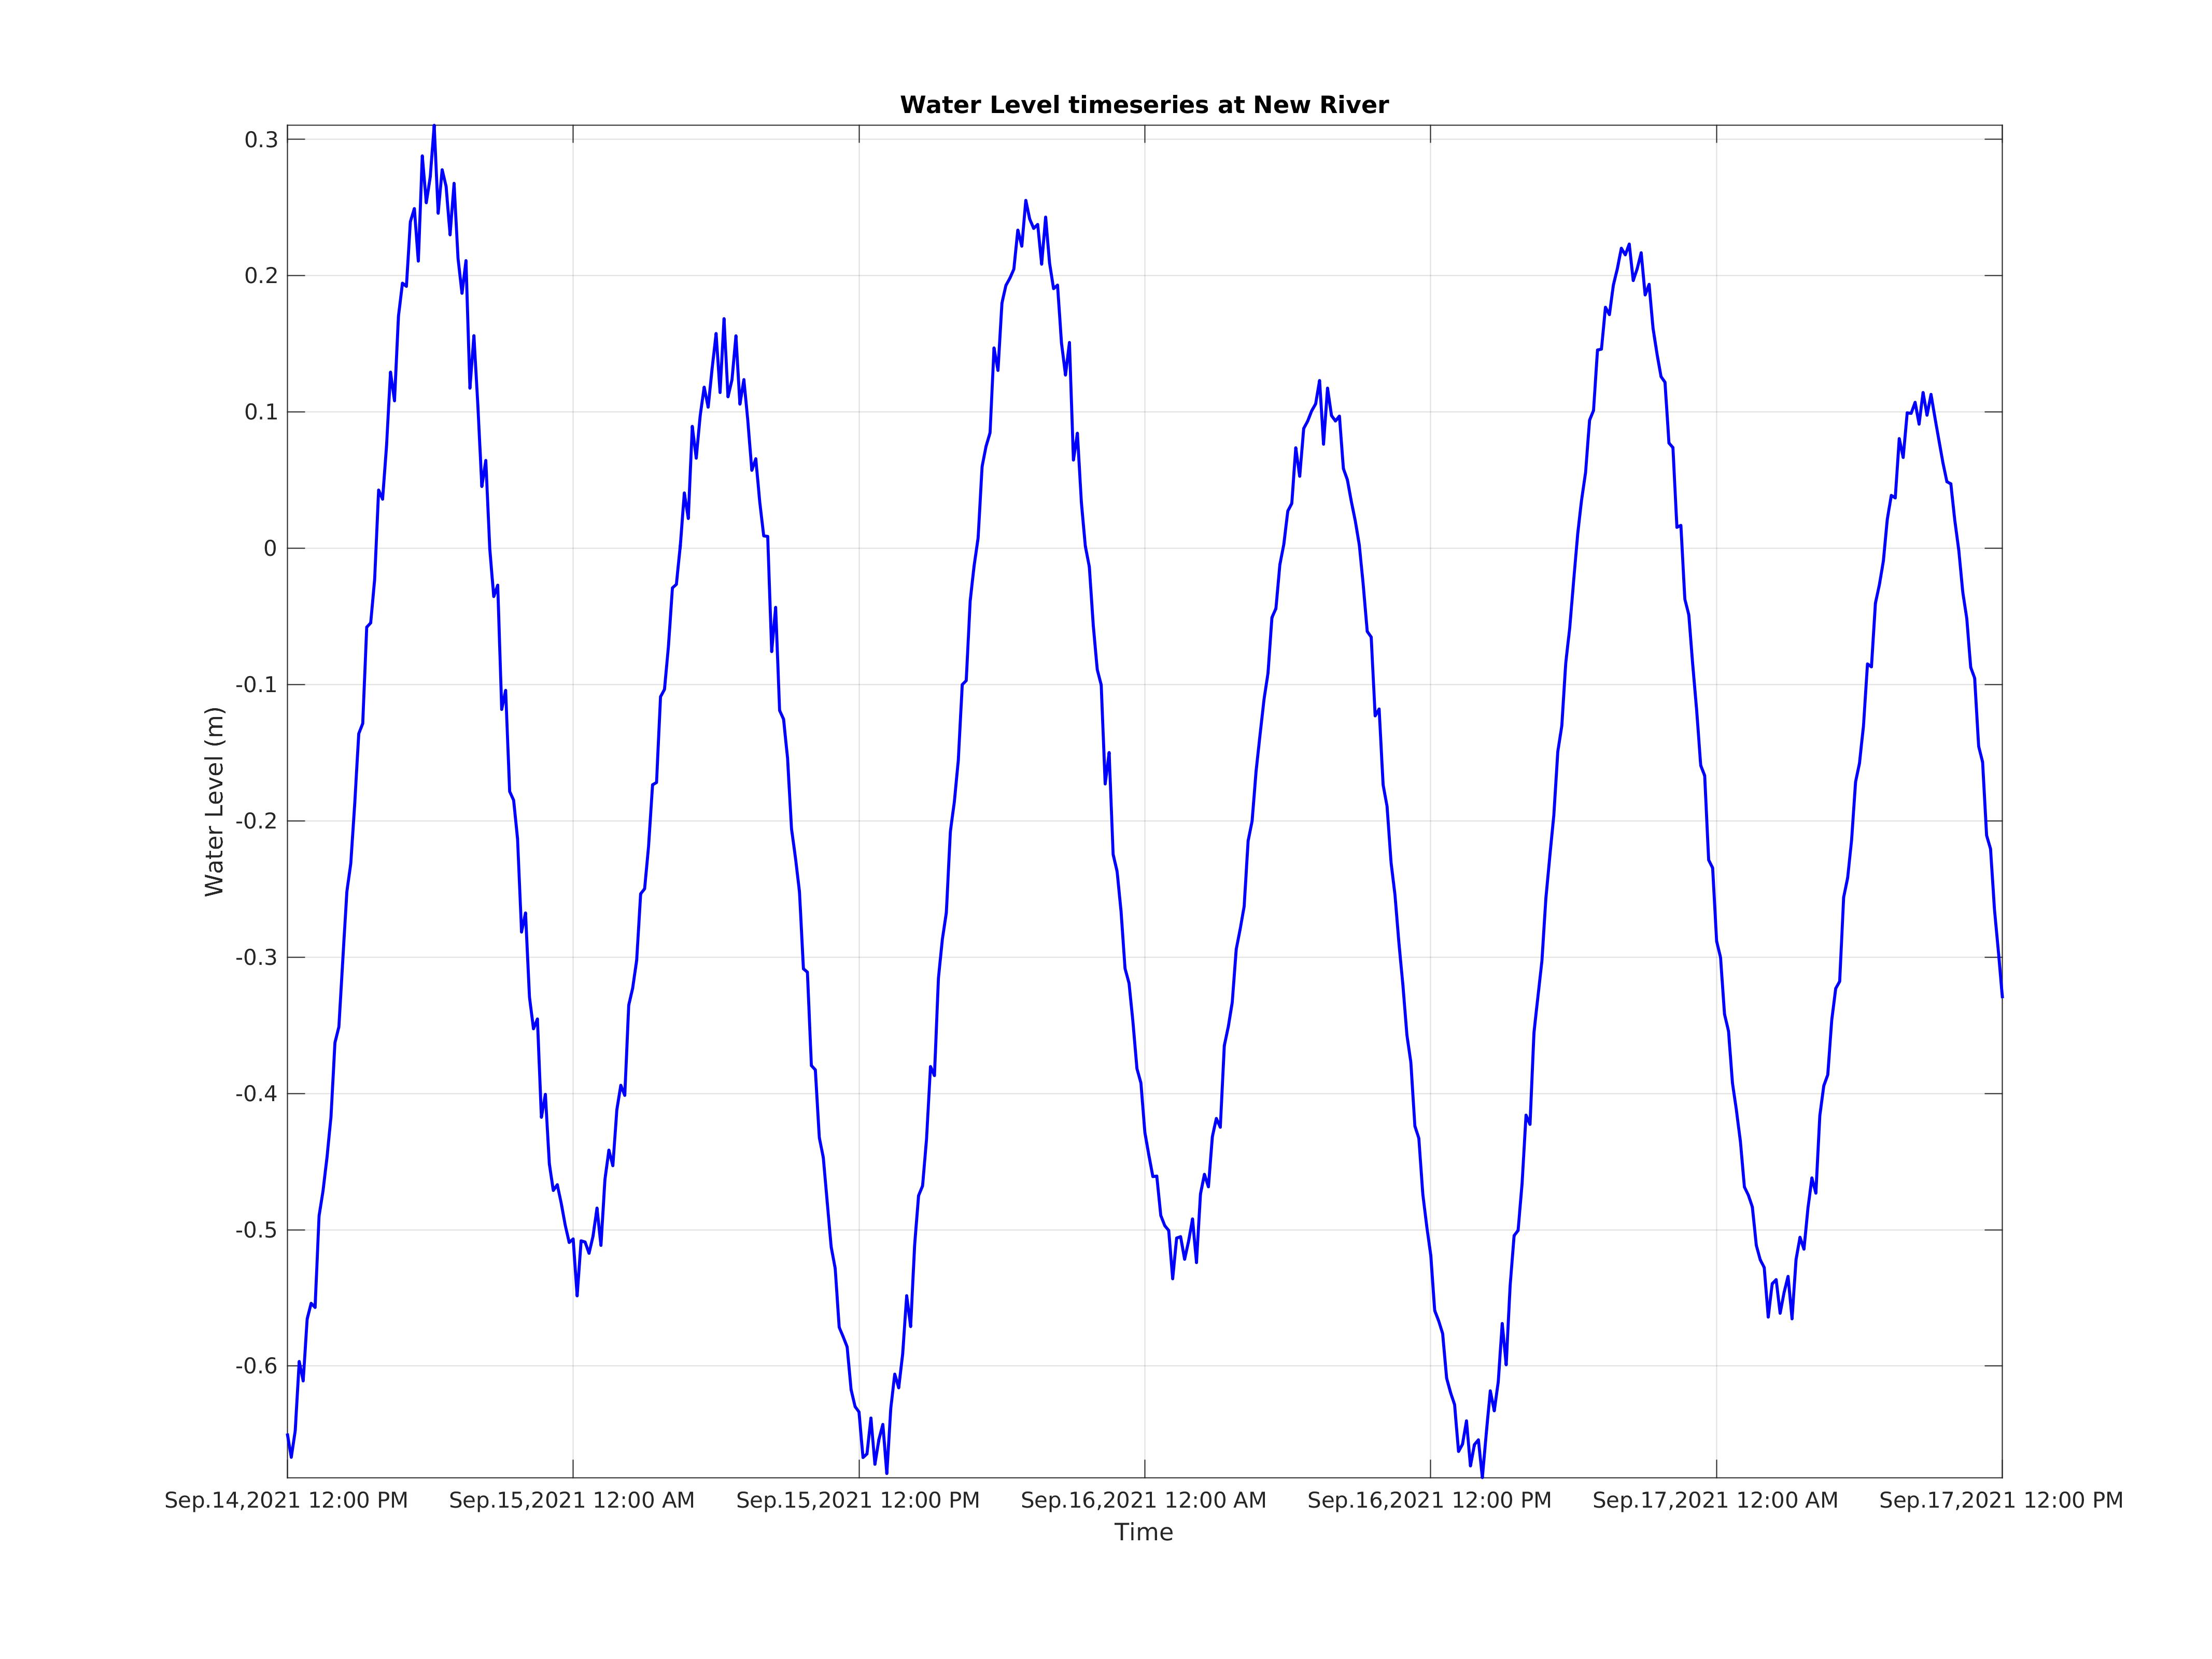 Water Level timeseries at New River
0.3
0.2
0.1
0
-0.1
-0.2
-0.3
-0.4
-0.5
-0.6
Water Level (m)
Sep.14,2021 12:00 PM Sep.15,2021 12:00 AM Sep.15,2021 12:00 PM Sep.16,2021 12:00 AM Sep.16,2021 12:00 PM Sep.17,2021 12:00 AM Sep.17,2021 12:00 PM
Time